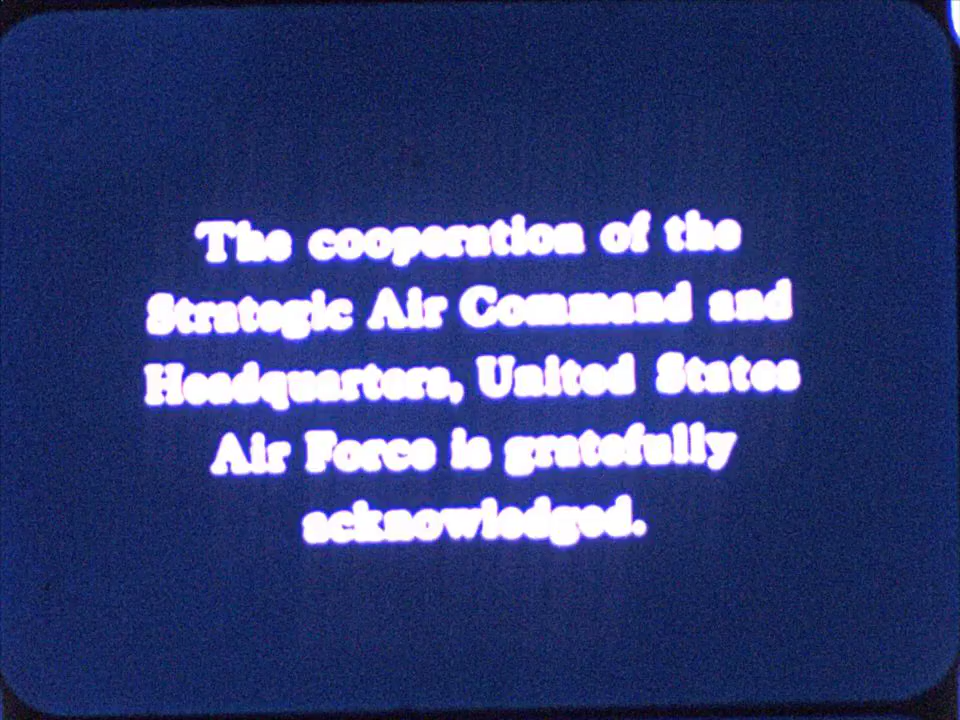 The cooperation of the
Strategic Air Command and
Headquarters, United States
Air Force is gratefully
acknowledged.